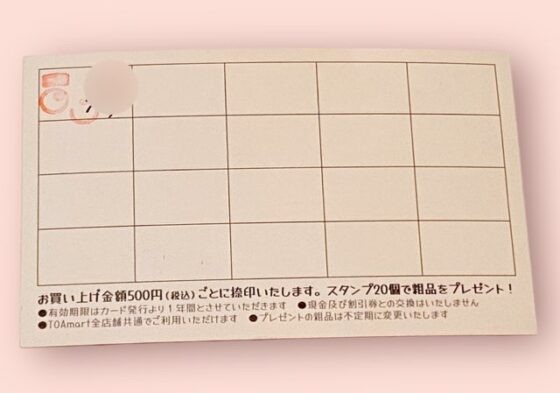 お買い上げ金額500円(税込)ごとに捺印いたします。スタンプ20個で粗品をプレゼント!
●有効期限はカード発行より1年間とさせていただきます ●現金及び割引券との交換はいたしません
●TOAmart全店舗共通でご利用いただけます ●プレゼントの粗品は不定期に変更いたします